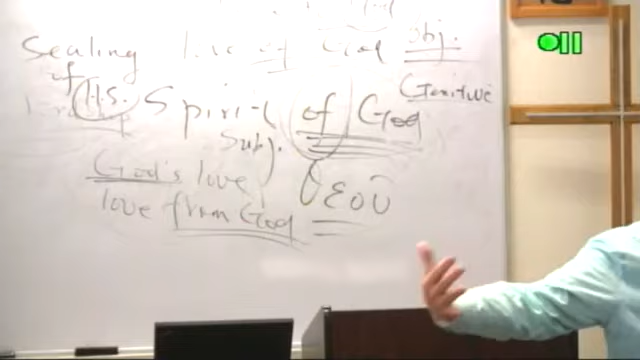 Sealing love of God obj.
of
H.S. Spirit of God Genitive
Subj.
God's love
θεοῦ
love from God